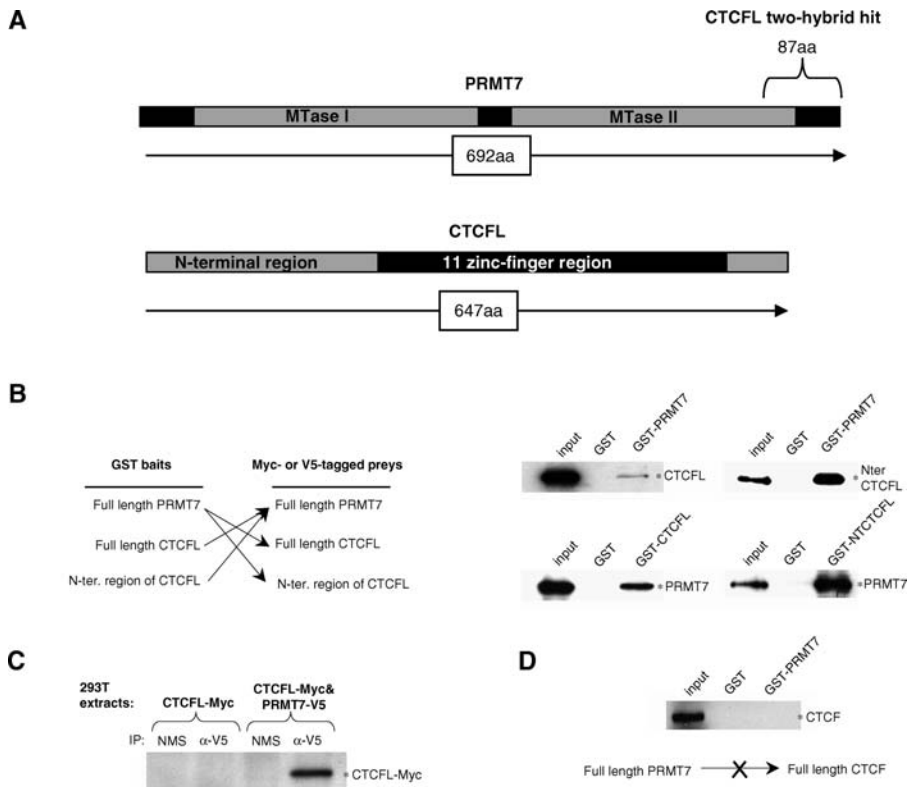 A
CTCFL two-hybrid hit
87aa
PRMT7
MTase I
MTase II
692aa
CTCFL
N-terminal region
11 zinc-finger region
647aa
B
GST baits
Myc- or V5-tagged preys
Full length PRMT7
Full length PRMT7
Full length CTCFL
Full length CTCFL
N-ter. region of CTCFL
N-ter. region of CTCFL
input
GST
GST-PRMT7
CTCFL
input
GST
GST-PRMT7
Nter
CTCFL
input
GST
GST-CTCFL
PRMT7
input
GST
GST-NTCTCFL
PRMT7
C
293T
extracts:
CTCFL-Myc
CTCFL-Myc&
PRMT7-V5
IP:
NMS
α-V5
NMS
α-V5
CTCFL-Myc
D
input
GST
GST-PRMT7
CTCF
Full length PRMT7
Full length CTCF